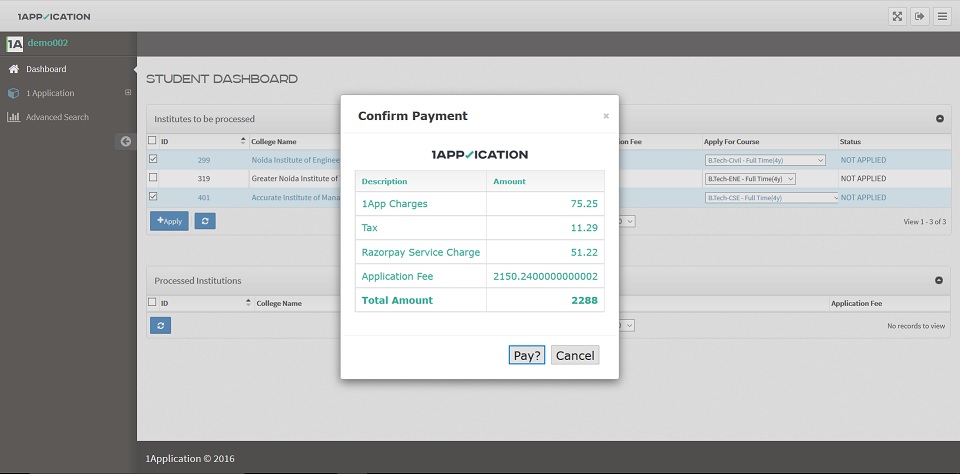 1APPLICATION
1A demo002
Dashboard
1 Application
Advanced Search
STUDENT DASHBOARD
Institutes to be processed
ID College Name ion Fee Apply For Course Status
299 Noida Institute of Enginee B.Tech-Civil - Full Time(4y) NOT APPLIED
319 Greater Noida Institute of B.Tech-ENE - Full Time(4y) NOT APPLIED
401 Accurate Institute of Mana B.Tech-CSE - Full Time(4y) NOT APPLIED
+Apply
View 1 - 3 of 3
Processed Institutions
ID College Name Application Fee
No records to view
Confirm Payment ×
1APPLICATION
Description Amount
1App Charges 75.25
Tax 11.29
Razorpay Service Charge 51.22
Application Fee 2150.2400000000002
Total Amount 2288
Pay? Cancel
1Application © 2016